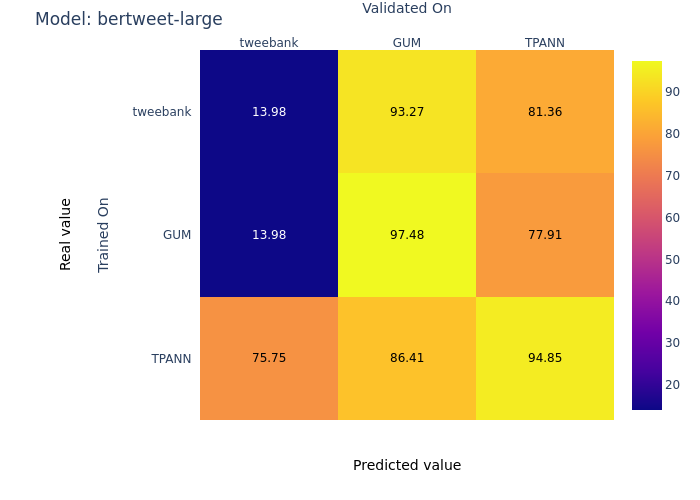 Validated On
Model: bertweet-large
tweebank GUM TPANN
tweebank 13.98 93.27 81.36
GUM 13.98 97.48 77.91
TPANN 75.75 86.41 94.85
Real value
Trained On
90
80
70
60
50
40
30
20
Predicted value